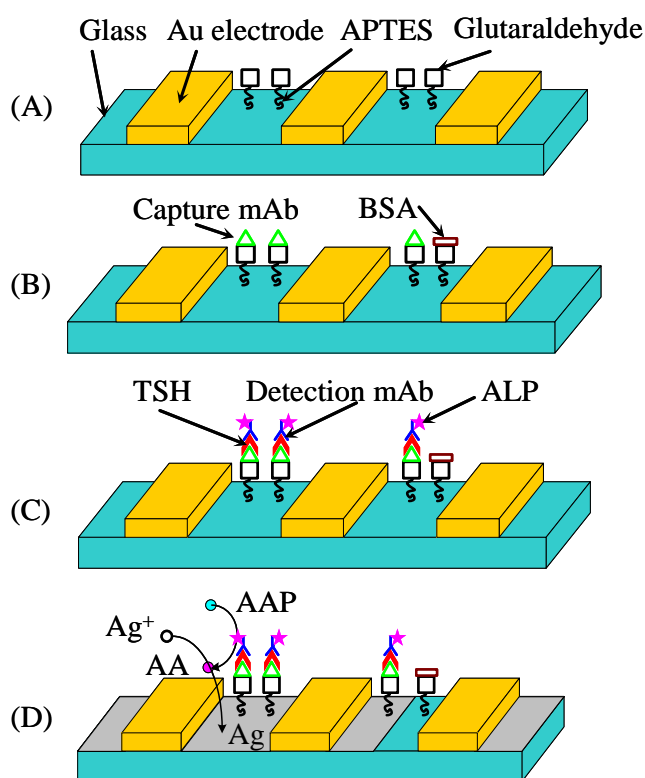 Glass Au electrode APTES Glutaraldehyde
(A)
Capture mAb BSA
(B)
TSH Detection mAb ALP
(C)
AAP
Ag⁺
AA
(D)
Ag